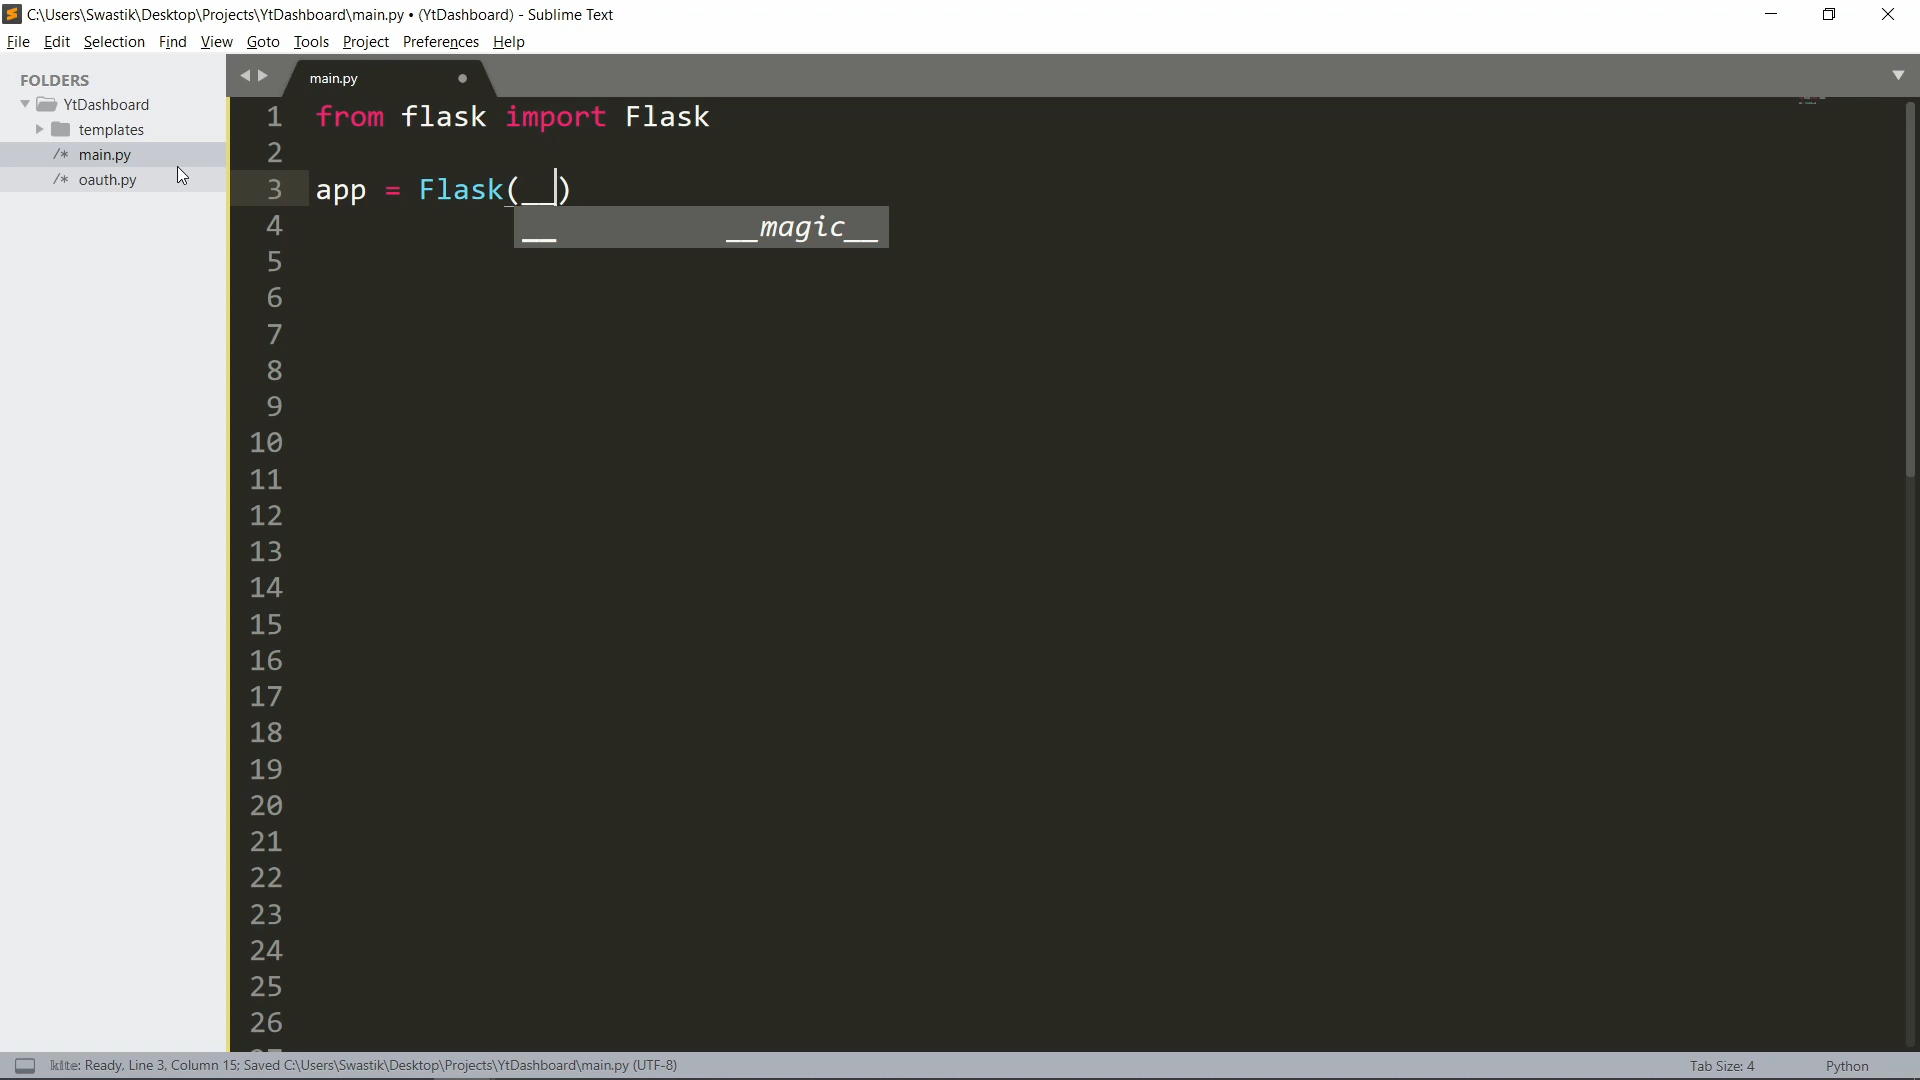 C:\Users\Swastik\Desktop\Projects\YtDashboard\main.py • (YtDashboard) - Sublime Text
File Edit Selection Find View Goto Tools Project Preferences Help
FOLDERS
YtDashboard
templates
/* main.py
/* oauth.py
main.py
1 from flask import Flask
2
3 app = Flask(__)
__ __magic__
4
5
6
7
8
9
10
11
12
13
14
15
16
17
18
19
20
21
22
23
24
25
26
kite: Ready, Line 3, Column 15; Saved C:\Users\Swastik\Desktop\Projects\YtDashboard\main.py (UTF-8)
Tab Size: 4
Python